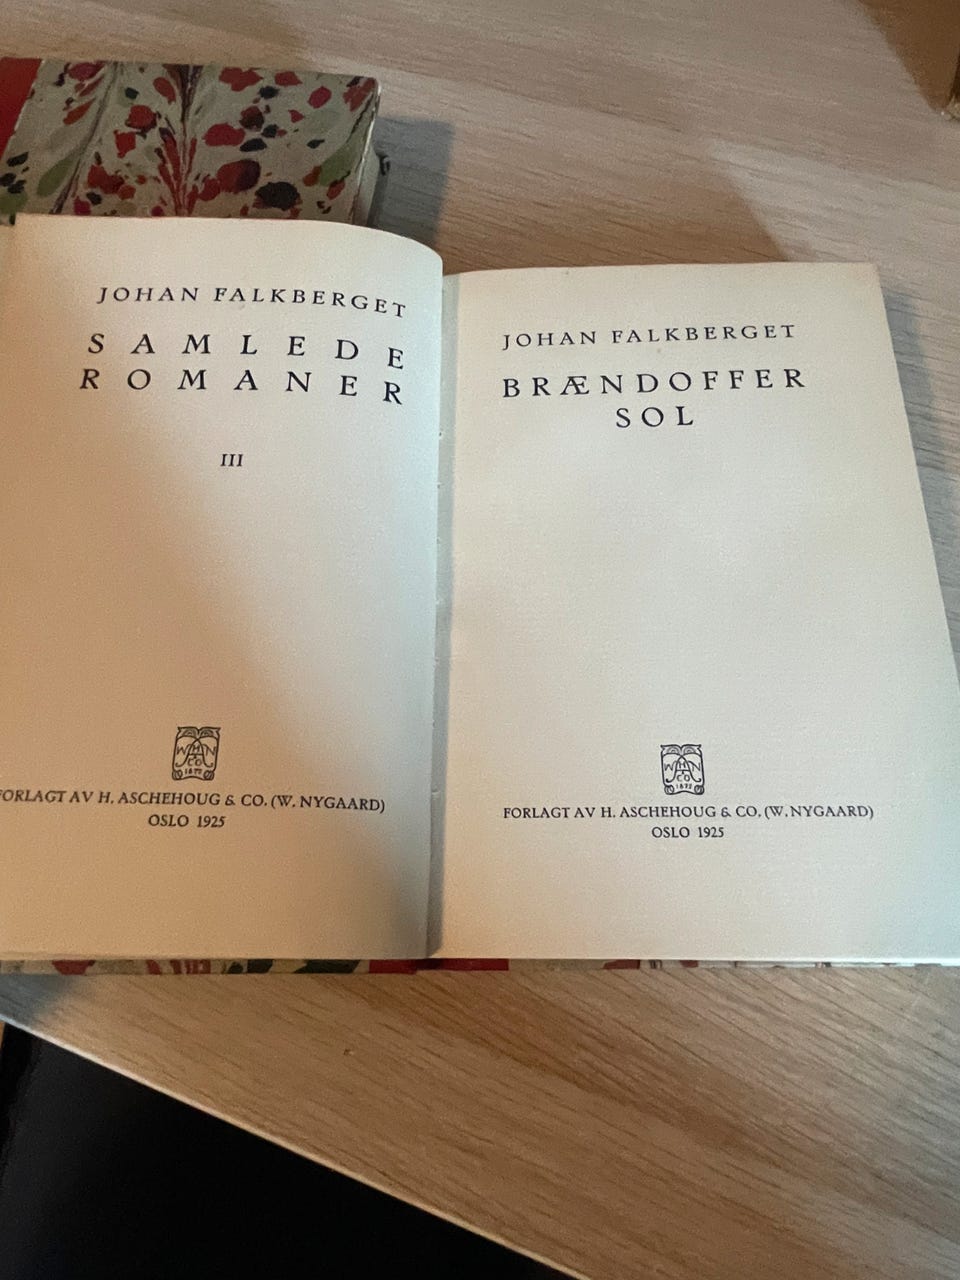 JOHAN FALKBERGET
SAMLEDE
ROMANER
III
FORLAGT AV H. ASCHEHOUG & CO. (W. NYGAARD)
OSLO 1925
JOHAN FALKBERGET
BRÆNDOFFER
SOL
FORLAGT AV H. ASCHEHOUG & CO. (W. NYGAARD)
OSLO 1925